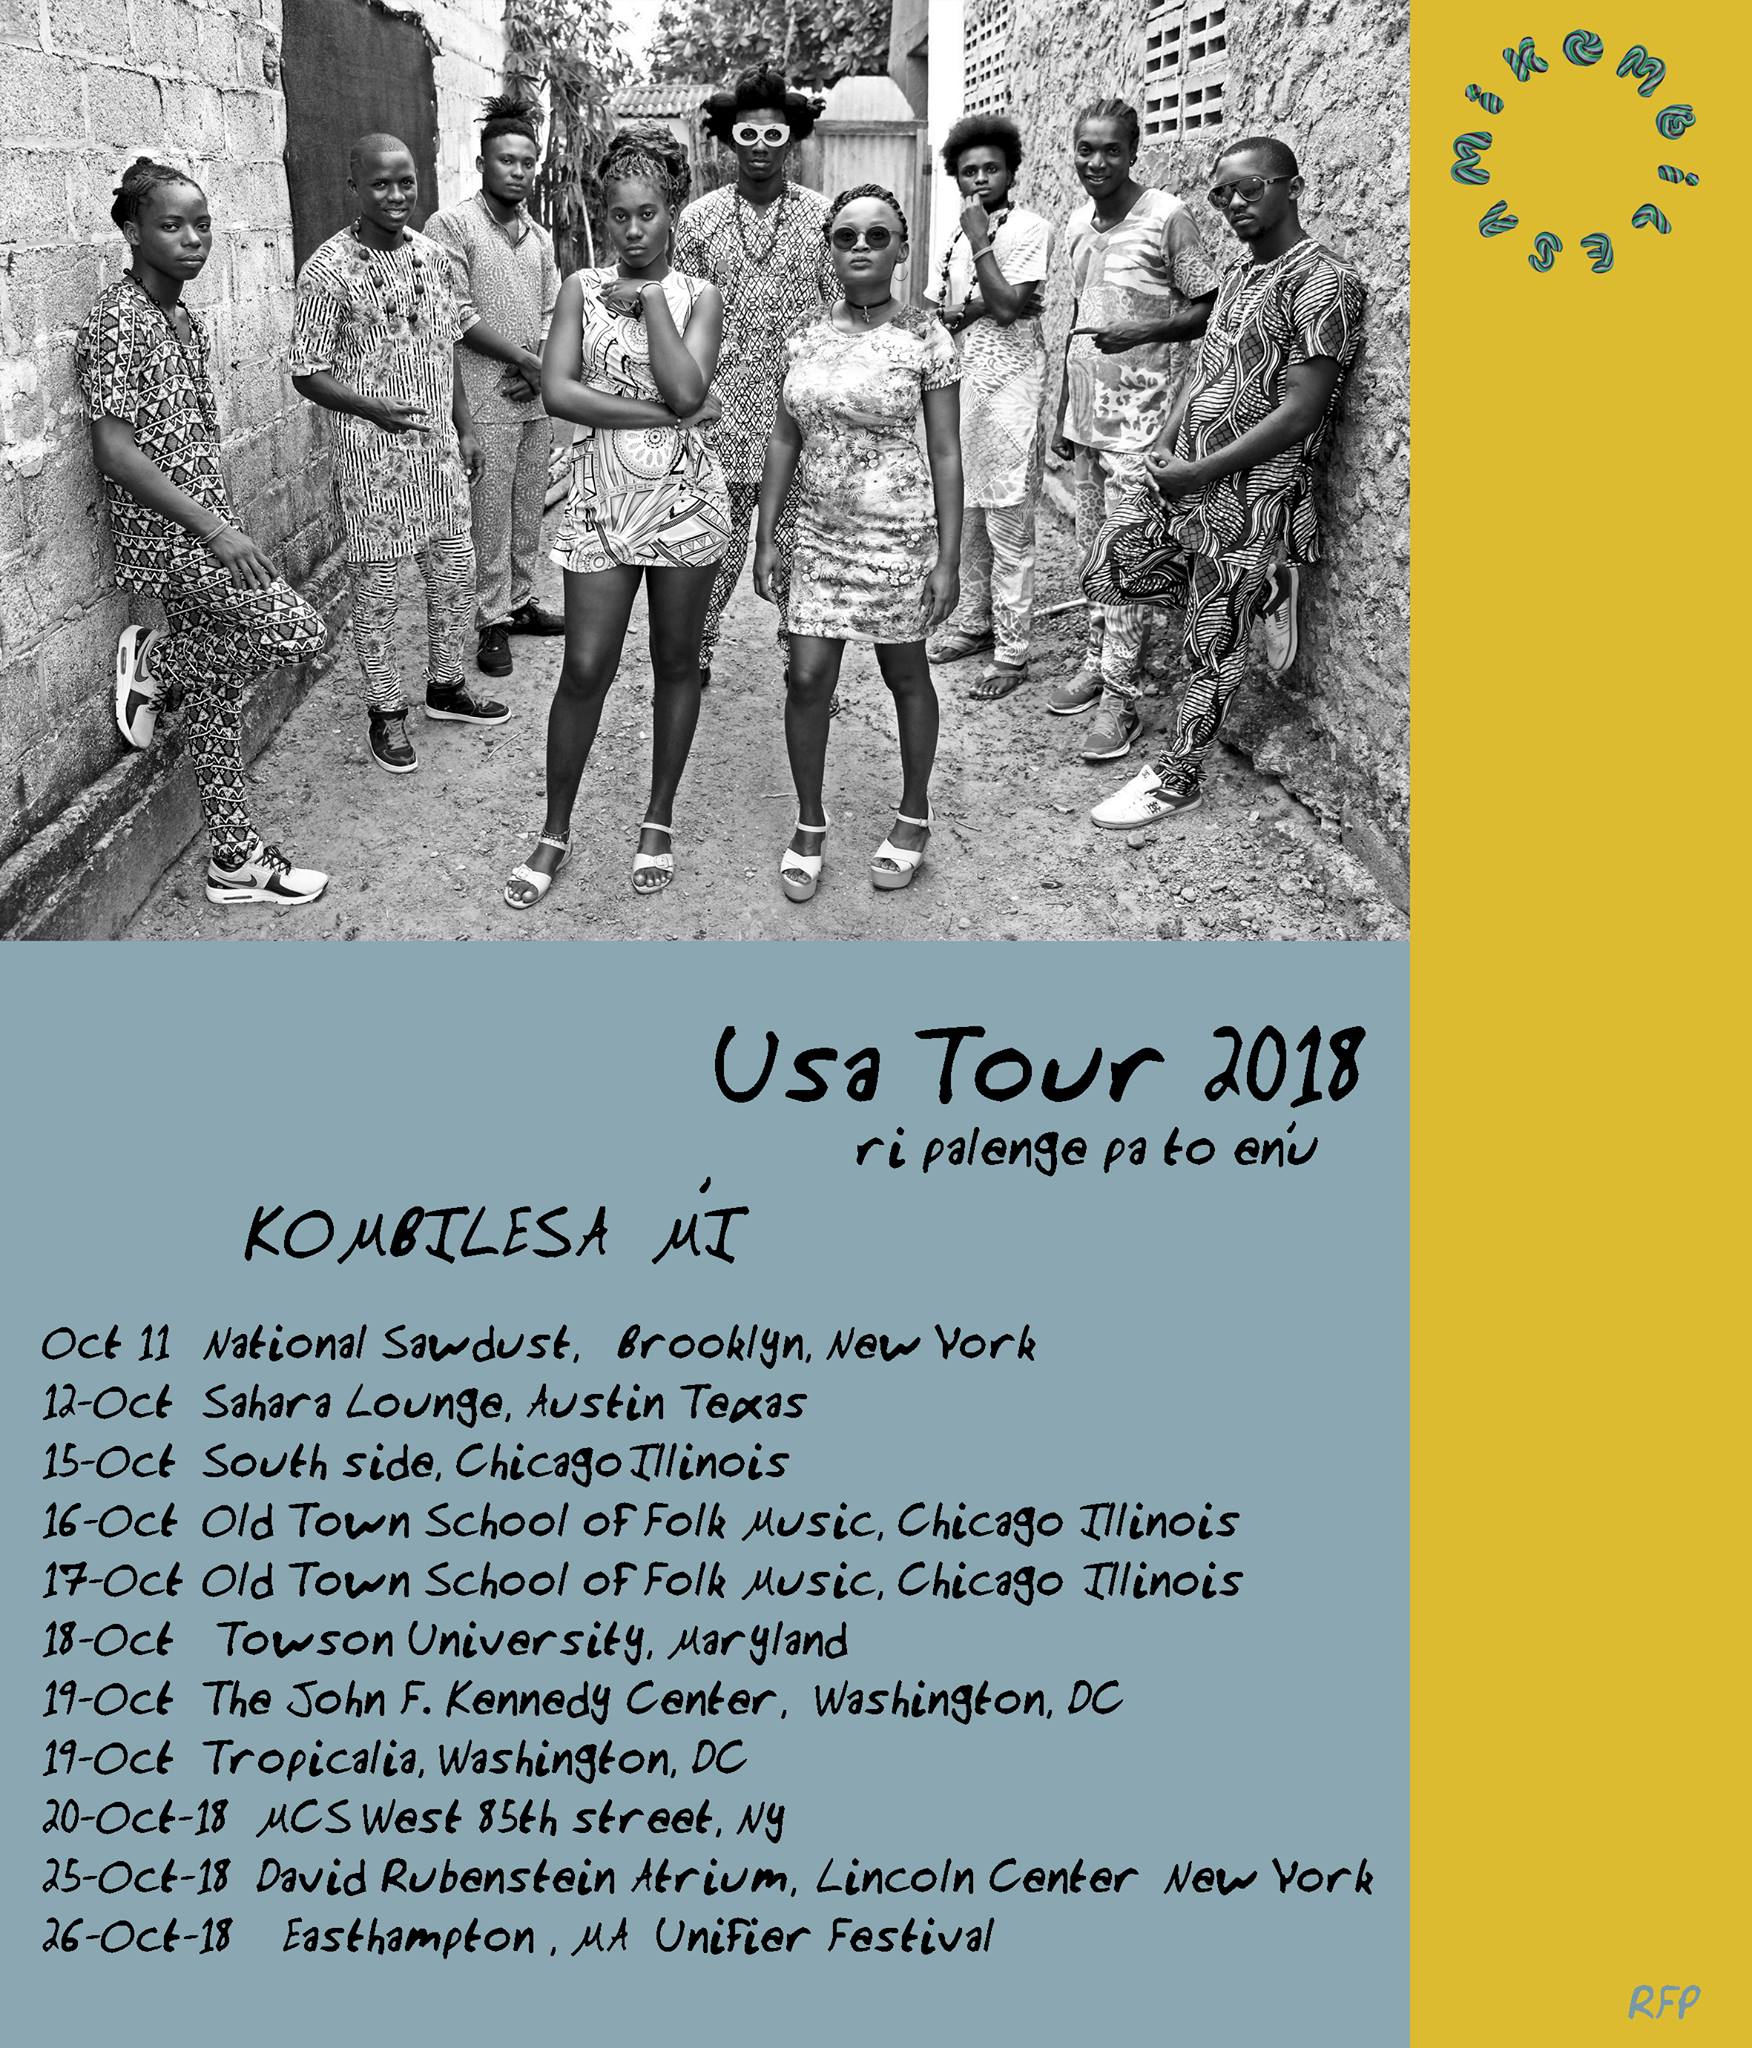 KOMBILESA Mi
Usa Tour 2018
ri palenge pa to enú
KOMBILESA MÍ
Oct 11 National Sawdust, Brooklyn, New York
12-Oct Sahara Lounge, Austin Texas
15-Oct South side, Chicago Illinois
16-Oct Old Town School of Folk Music, Chicago Illinois
17-Oct Old Town School of Folk Music, Chicago Illinois
18-Oct Towson University, Maryland
19-Oct The John F. Kennedy Center, Washington, DC
19-Oct Tropicalia, Washington, DC
20-Oct-18 MCS West 85th street, Ny
25-Oct-18 David Rubenstein Atrium, Lincoln Center New York
26-Oct-18 Easthampton, MA Unifier Festival
RFP